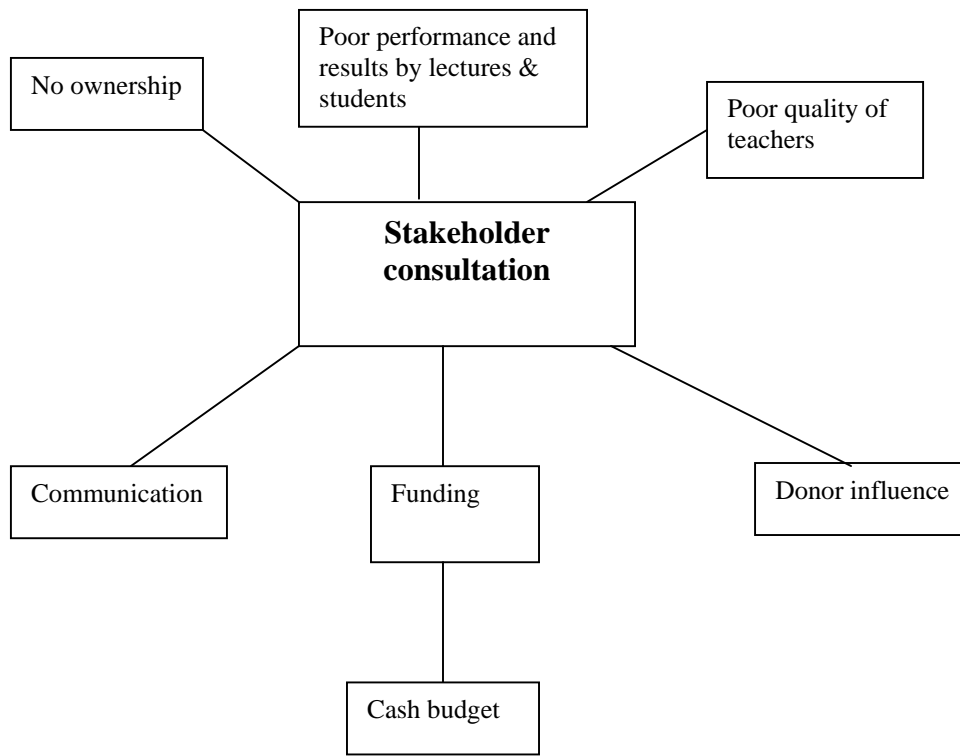 Poor performance and
results by lectures &
students
No ownership
Poor quality of
teachers
Stakeholder
consultation
Communication
Funding
Donor influence
Cash budget